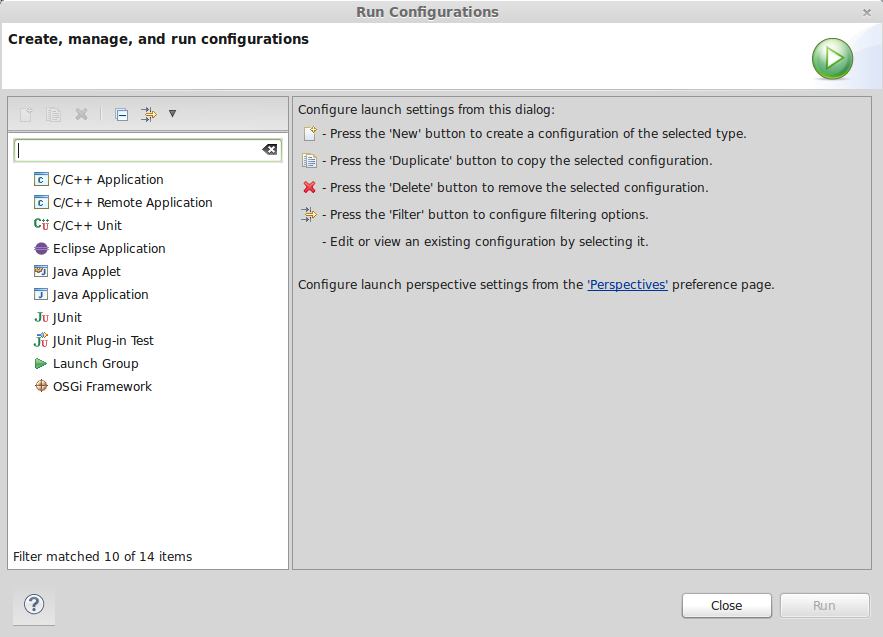 Run Configurations
Create, manage, and run configurations
Configure launch settings from this dialog:
- Press the 'New' button to create a configuration of the selected type.
- Press the 'Duplicate' button to copy the selected configuration.
- Press the 'Delete' button to remove the selected configuration.
- Press the 'Filter' button to configure filtering options.
- Edit or view an existing configuration by selecting it.
Configure launch perspective settings from the 'Perspectives' preference page.
C/C++ Application
C/C++ Remote Application
C/C++ Unit
Eclipse Application
Java Applet
Java Application
JUnit
JUnit Plug-in Test
Launch Group
OSGi Framework
Filter matched 10 of 14 items
?
Close
Run